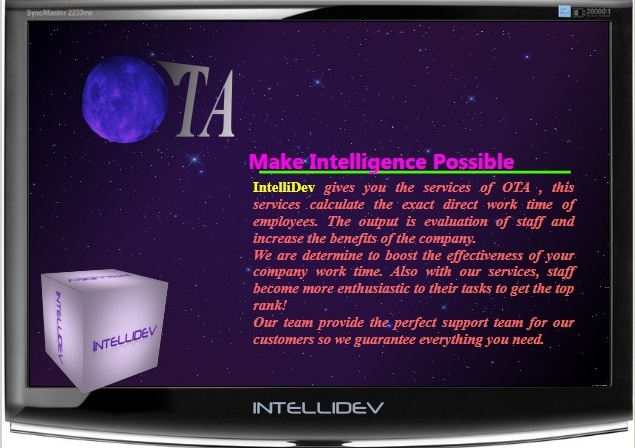 SyncMaster 2233sw
20000:1
OTA
Make Intelligence Possible
IntelliDev gives you the services of OTA , this
services calculate the exact direct work time of
employees. The output is evaluation of staff and
increase the benefits of the company.
We are determine to boost the effectiveness of your
company work time. Also with our services, staff
become more enthusiastic to their tasks to get the top
rank!
Our team provide the perfect support team for our
customers so we guarantee everything you need.
INTELLIDEV
INTELLIDEV
INTELLIDEV
INTELLIDEV